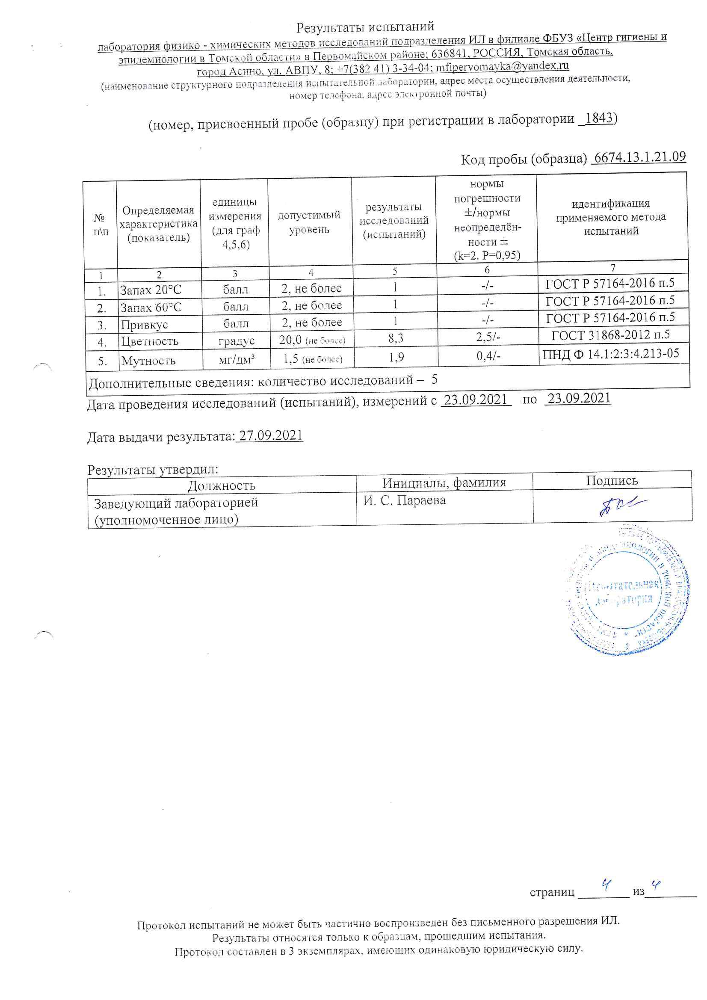 Результаты испытаний
лаборатория физико - химических методов исследований подразделения ИЛ в филиале ФБУЗ «Центр гигиены и
эпидемиологии в Томской области» в Первомайском районе; 636841, РОССИЯ, Томская область,
город Асино, ул. АВПУ, 8; +7(382 41) 3-34-04; mfipervomayka@yandex.ru
(наименование структурного подразделения испытательной лаборатории, адрес места осуществления деятельности,
номер телефона, адрес электронной почты)
(номер, присвоенный пробе (образцу) при регистрации в лаборатории _1843)
Код пробы (образца) 6674.13.1.21.09
№ п\п Определяемая характеристика (показатель) единицы измерения (для граф 4,5,6) допустимый уровень результаты исследований (испытаний) нормы погрешности ±/нормы неопределён- ности ± (k=2. P=0,95) идентификация применяемого метода испытаний
1 2 3 4 5 6 7
1. Запах 20°С балл 2, не более 1 -/- ГОСТ Р 57164-2016 п.5
2. Запах 60°С балл 2, не более 1 -/- ГОСТ Р 57164-2016 п.5
3. Привкус балл 2, не более 1 -/- ГОСТ Р 57164-2016 п.5
4. Цветность градус 20,0 (не более) 8,3 2,5/- ГОСТ 31868-2012 п.5
5. Мутность мг/дм³ 1,5 (не более) 1,9 0,4/- ПНД Ф 14.1:2:3:4.213-05
Дополнительные сведения: количество исследований – 5
Дата проведения исследований (испытаний), измерений с 23.09.2021 по 23.09.2021
Дата выдачи результата: 27.09.2021
Результаты утвердил:
Должность Инициалы, фамилия Подпись
Заведующий лабораторией И. С. Параева
(уполномоченное лицо)
Испытательная
лаборатория
В ТОМСКОЙ ОБЛАСТИ"
страниц 4 из 4
Протокол испытаний не может быть частично воспроизведен без письменного разрешения ИЛ.
Результаты относятся только к образцам, прошедшим испытания.
Протокол составлен в 3 экземплярах, имеющих одинаковую юридическую силу.